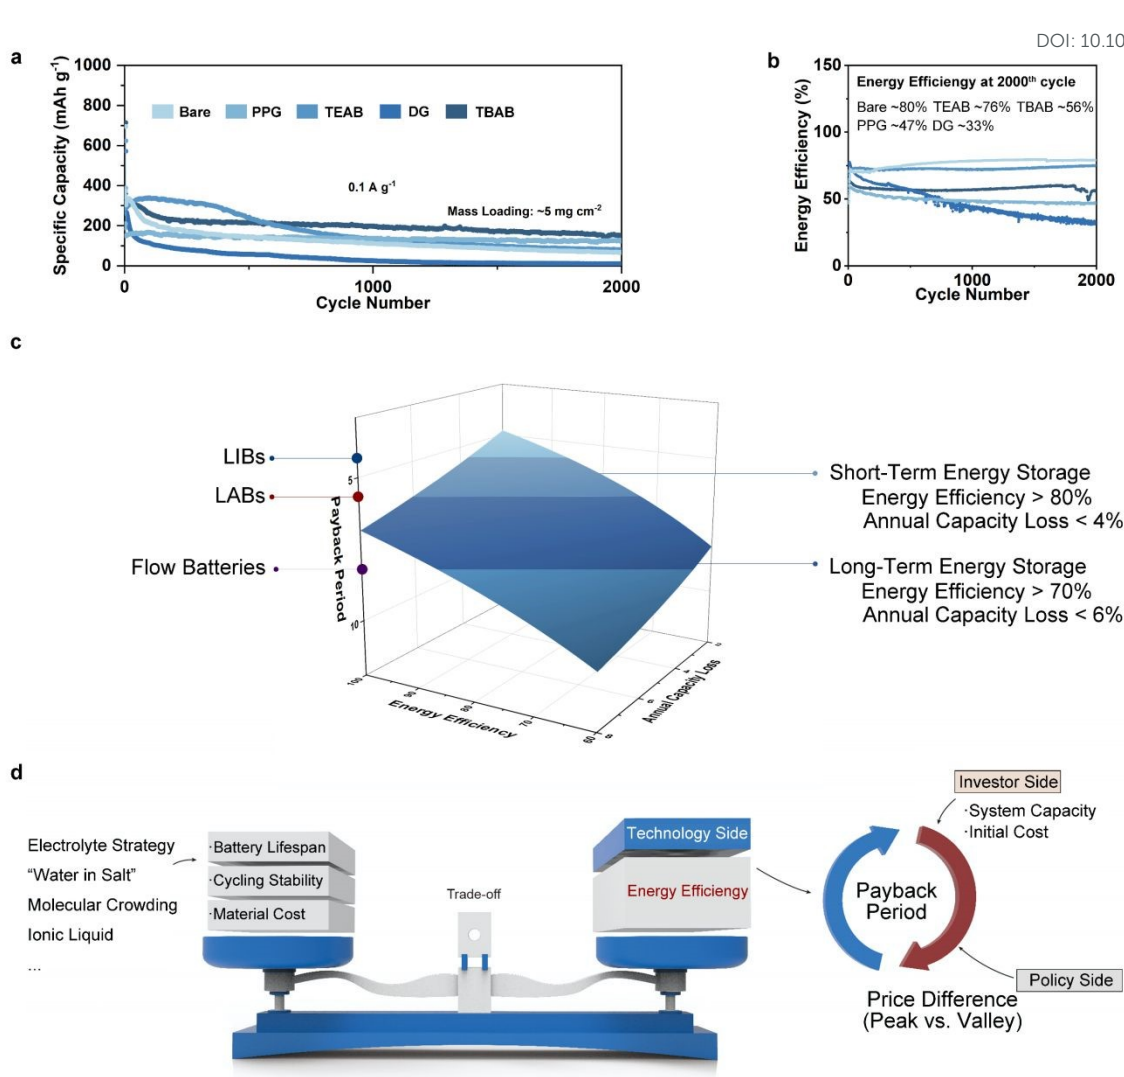 DOI: 10.10
a
Specific Capacity (mAh g⁻¹)
1000
800
600
400
200
0
Bare
PPG
TEAB
DG
TBAB
0.1 A g⁻¹
Mass Loading: ~5 mg cm⁻²
0
1000
2000
Cycle Number
b
Energy Efficiency (%)
150
100
50
0
Energy Efficiengy at 2000th cycle
Bare ~80% TEAB ~76% TBAB ~56%
PPG ~47% DG ~33%
0
1000
2000
Cycle Number
c
LIBs
LABs
Flow Batteries
Payback Period
5
10
100
90
80
70
60
Energy Efficiency
8
6
4
2
Annual Capacity Loss
Short-Term Energy Storage
Energy Efficiency > 80%
Annual Capacity Loss < 4%
Long-Term Energy Storage
Energy Efficiency > 70%
Annual Capacity Loss < 6%
d
Electrolyte Strategy
“Water in Salt”
Molecular Crowding
Ionic Liquid
...
·Battery Lifespan
·Cycling Stability
·Material Cost
Trade-off
Technology Side
Energy Efficiengy
Investor Side
·System Capacity
·Initial Cost
Payback
Period
Policy Side
Price Difference
(Peak vs. Valley)